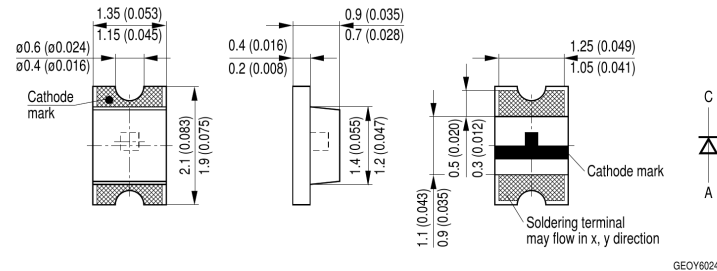 1.35 (0.053)
1.15 (0.045)
ø0.6 (ø0.024)
ø0.4 (ø0.016)
Cathode
mark
2.1 (0.083)
1.9 (0.075)
0.9 (0.035)
0.7 (0.028)
0.4 (0.016)
0.2 (0.008)
1.4 (0.055)
1.2 (0.047)
1.25 (0.049)
1.05 (0.041)
0.5 (0.020)
0.3 (0.012)
1.1 (0.043)
0.9 (0.035)
Cathode mark
Soldering terminal
may flow in x, y direction
C
A
GEOY6024